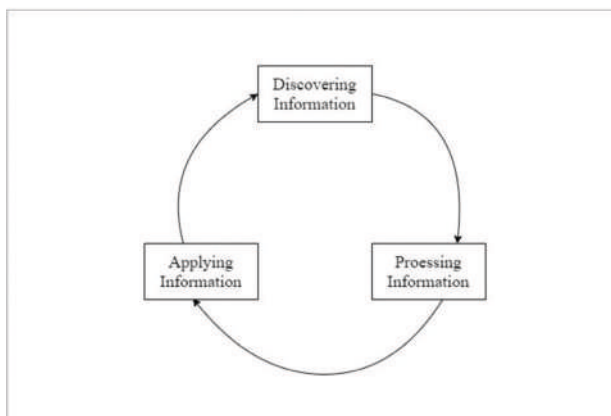 Discovering
Information
Applying
Information
Proessing
Information